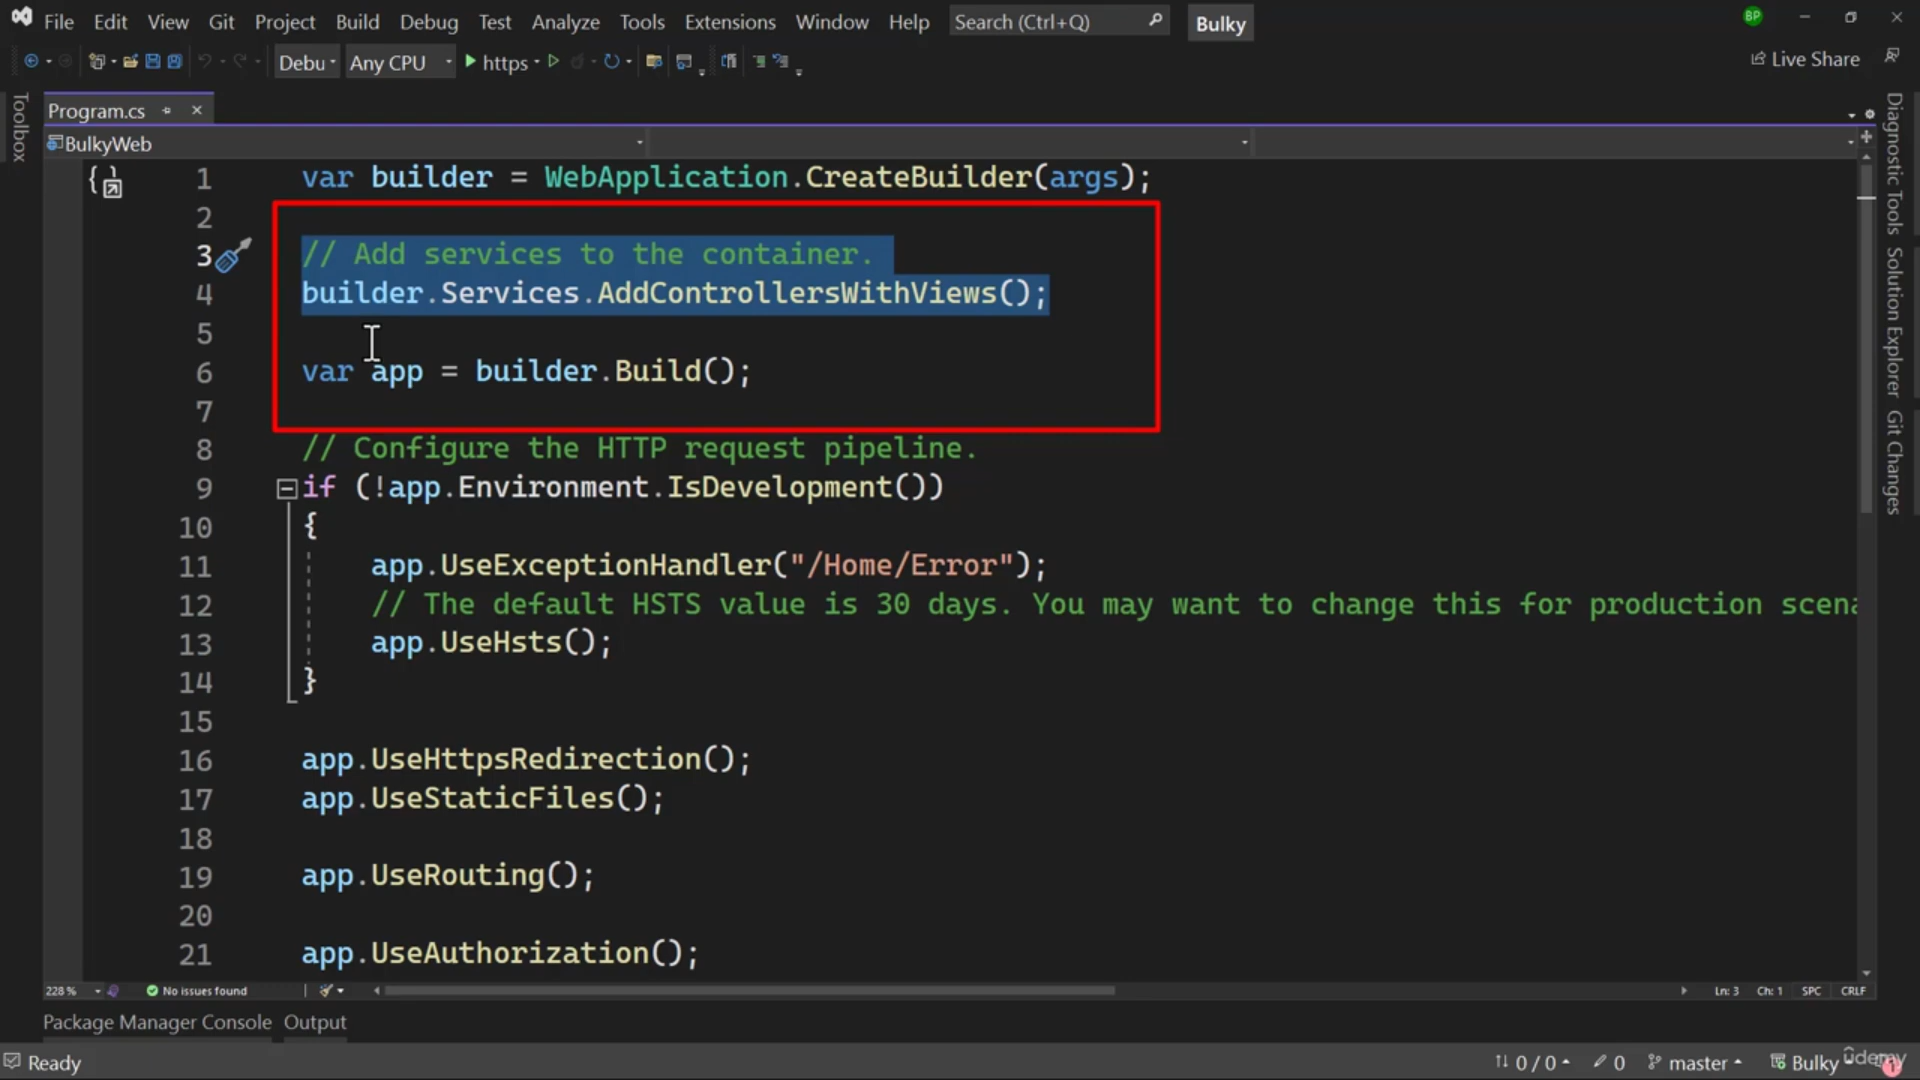 File Edit View Git Project Build Debug Test Analyze Tools Extensions Window Help Search (Ctrl+Q) Bulky BP
Debu Any CPU https Live Share
Toolbox
Program.cs
BulkyWeb
1 var builder = WebApplication.CreateBuilder(args);
2
3 // Add services to the container.
4 builder.Services.AddControllersWithViews();
5
6 var app = builder.Build();
7
8 // Configure the HTTP request pipeline.
9 if (!app.Environment.IsDevelopment())
10 {
11 app.UseExceptionHandler("/Home/Error");
12 // The default HSTS value is 30 days. You may want to change this for production scena
13 app.UseHsts();
14 }
15
16 app.UseHttpsRedirection();
17 app.UseStaticFiles();
18
19 app.UseRouting();
20
21 app.UseAuthorization();
Diagnostic Tools
Solution Explorer
Git Changes
228 % No issues found Ln: 3 Ch: 1 SPC CRLF
Package Manager Console Output
Ready 0 / 0 0 master Bulky 1
udemy